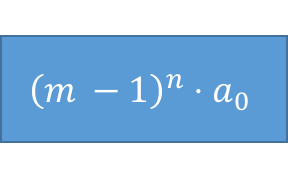 (m − 1)ⁿ · a₀